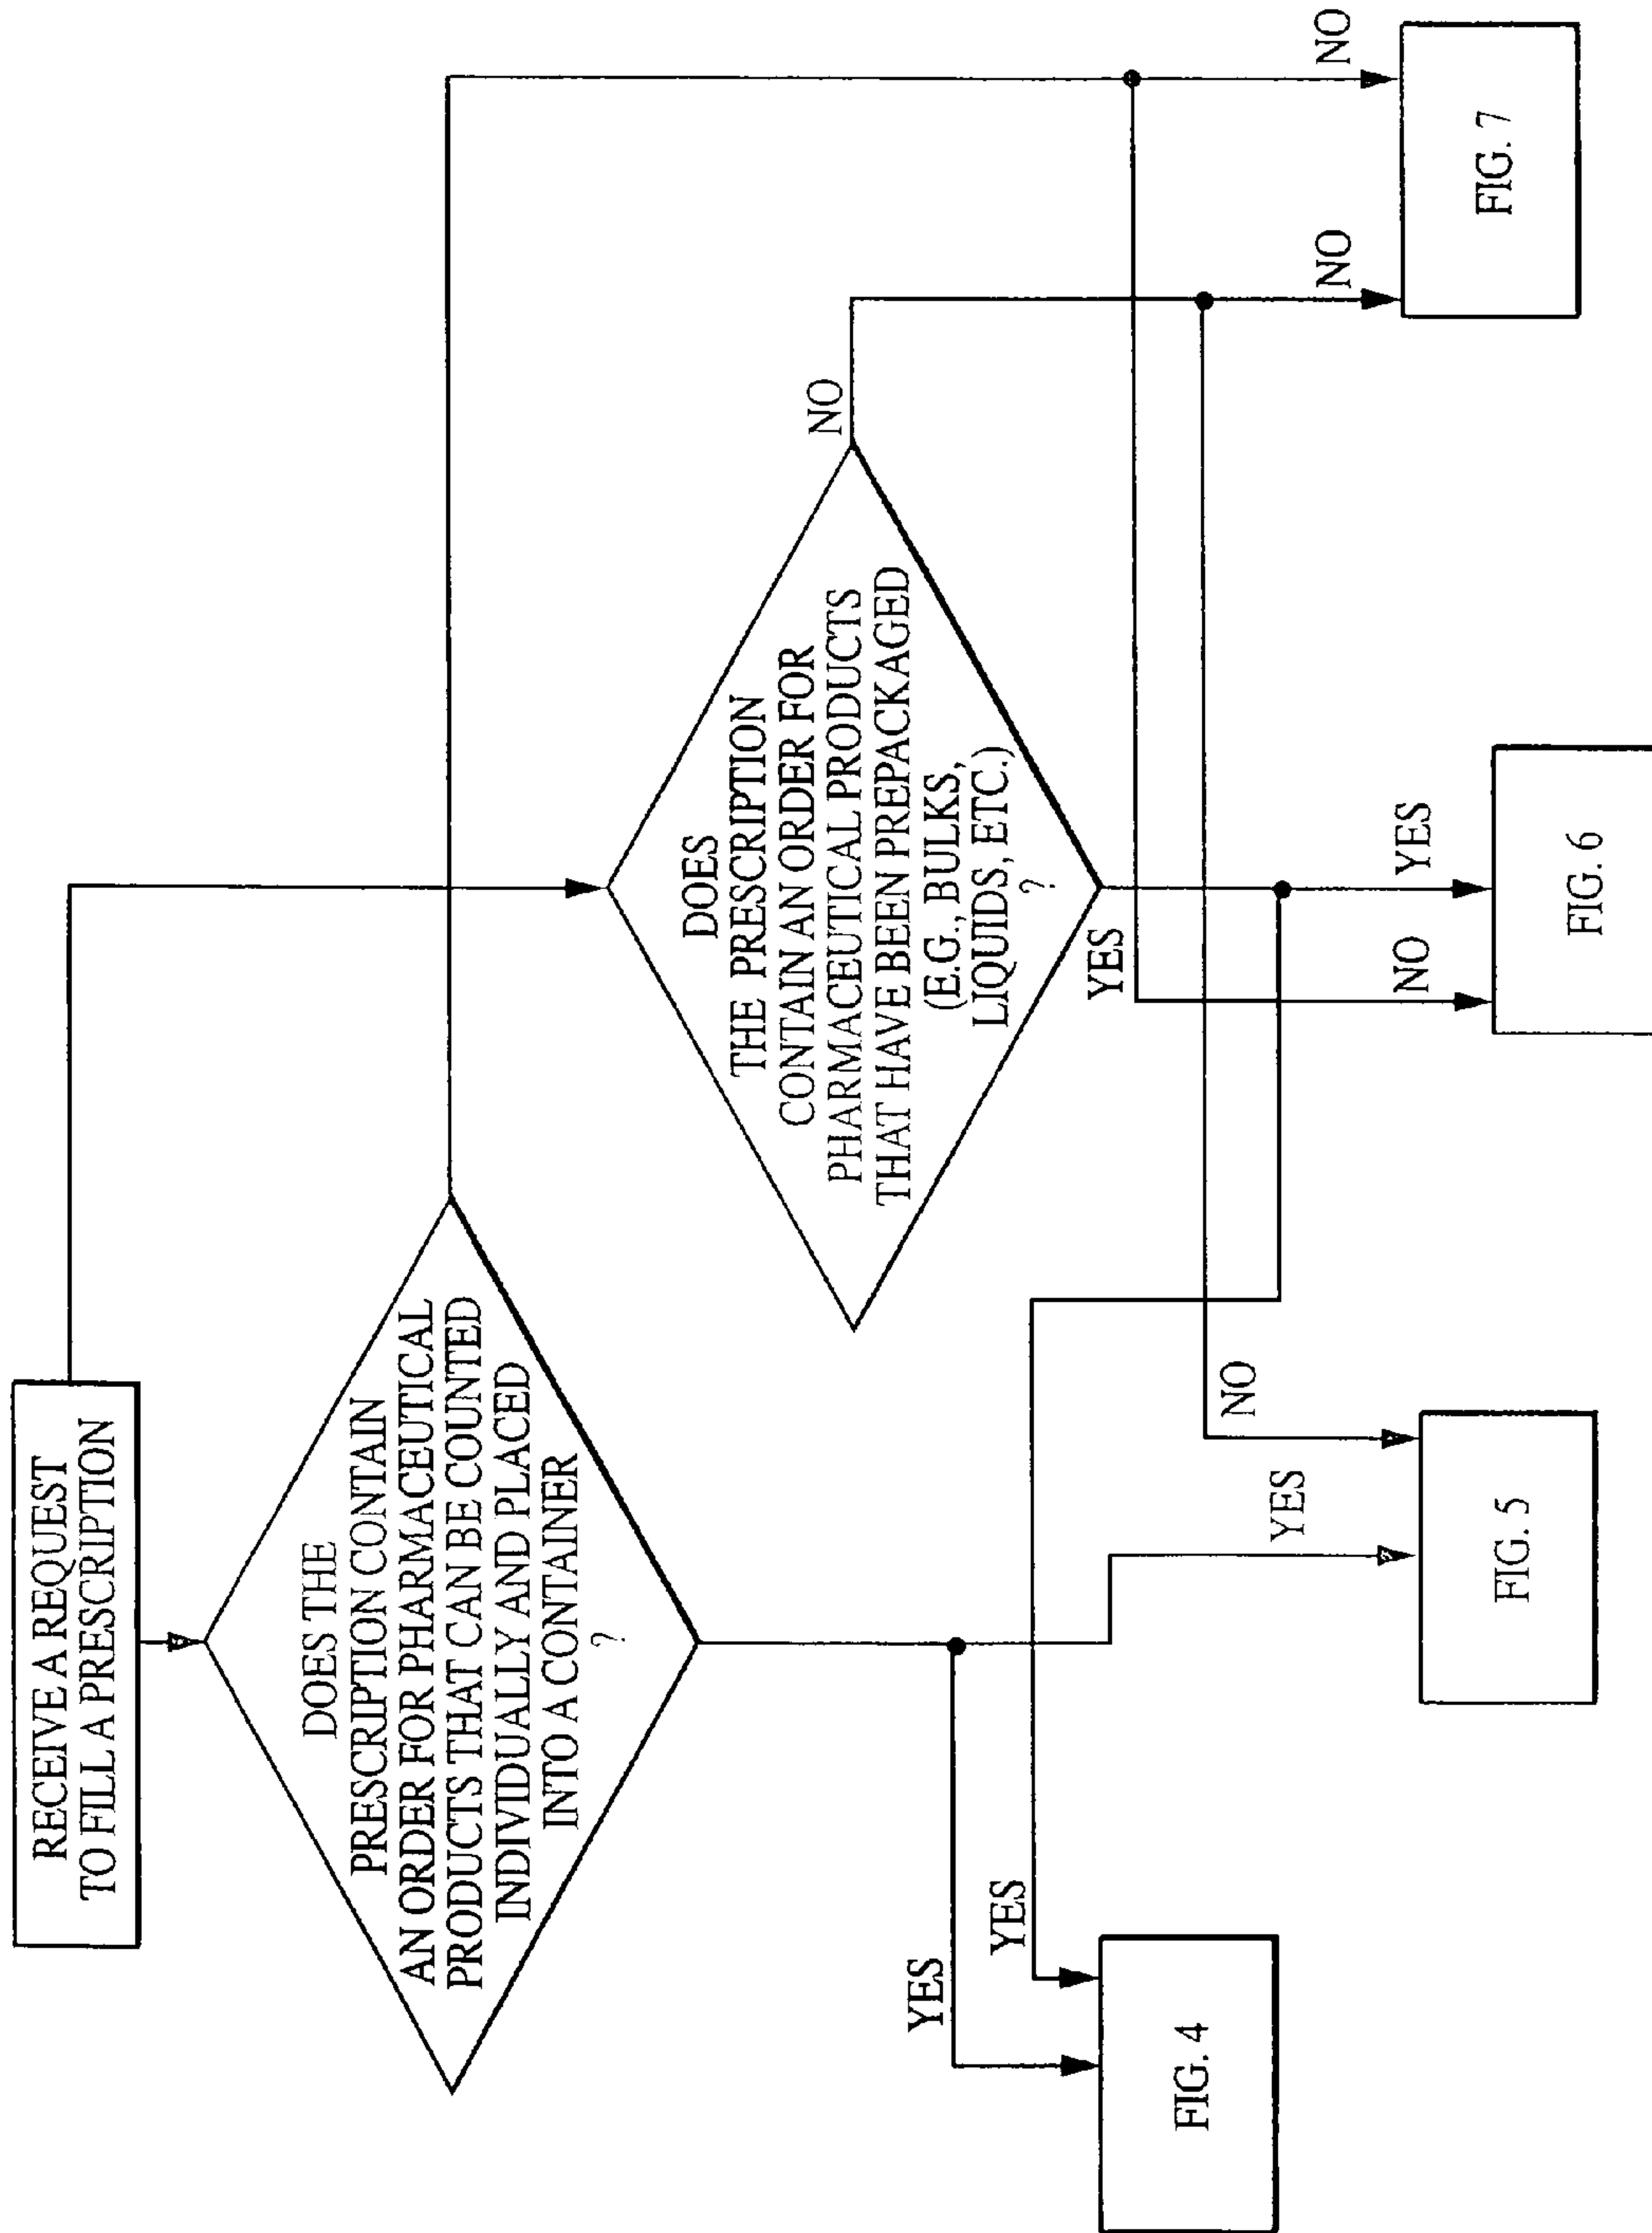 RECEIVE A REQUEST
TO FILL A PRESCRIPTION
DOES THE
PRESCRIPTION CONTAIN
AN ORDER FOR PHARMACEUTICAL
PRODUCTS THAT CAN BE COUNTED
INDIVIDUALLY AND PLACED
INTO A CONTAINER
?
DOES
THE PRESCRIPTION
CONTAIN AN ORDER FOR
PHARMACEUTICAL PRODUCTS
THAT HAVE BEEN PREPACKAGED
(E.G., BULKS,
LIQUIDS, ETC.)
?
NO
YES
YES
YES
FIG. 4
YES
NO
FIG. 5
NO
YES
FIG. 6
NO
NO
FIG. 7